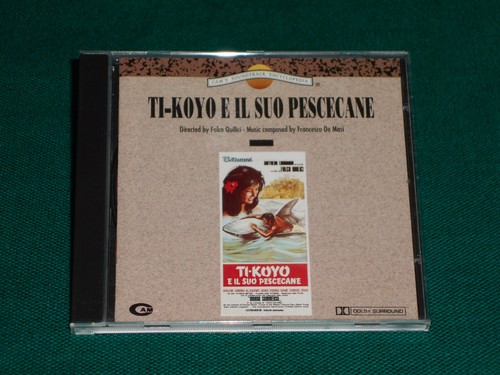 CAM'S SOUNDTRACK ENCYCLOPEDIA
TI-KOYO E IL SUO PESCECANE
Directed by Folco Quilici - Music composed by Francesco De Masi
TI-KOYO
E IL SUO PESCECANE
CAM
DOLBY SURROUND